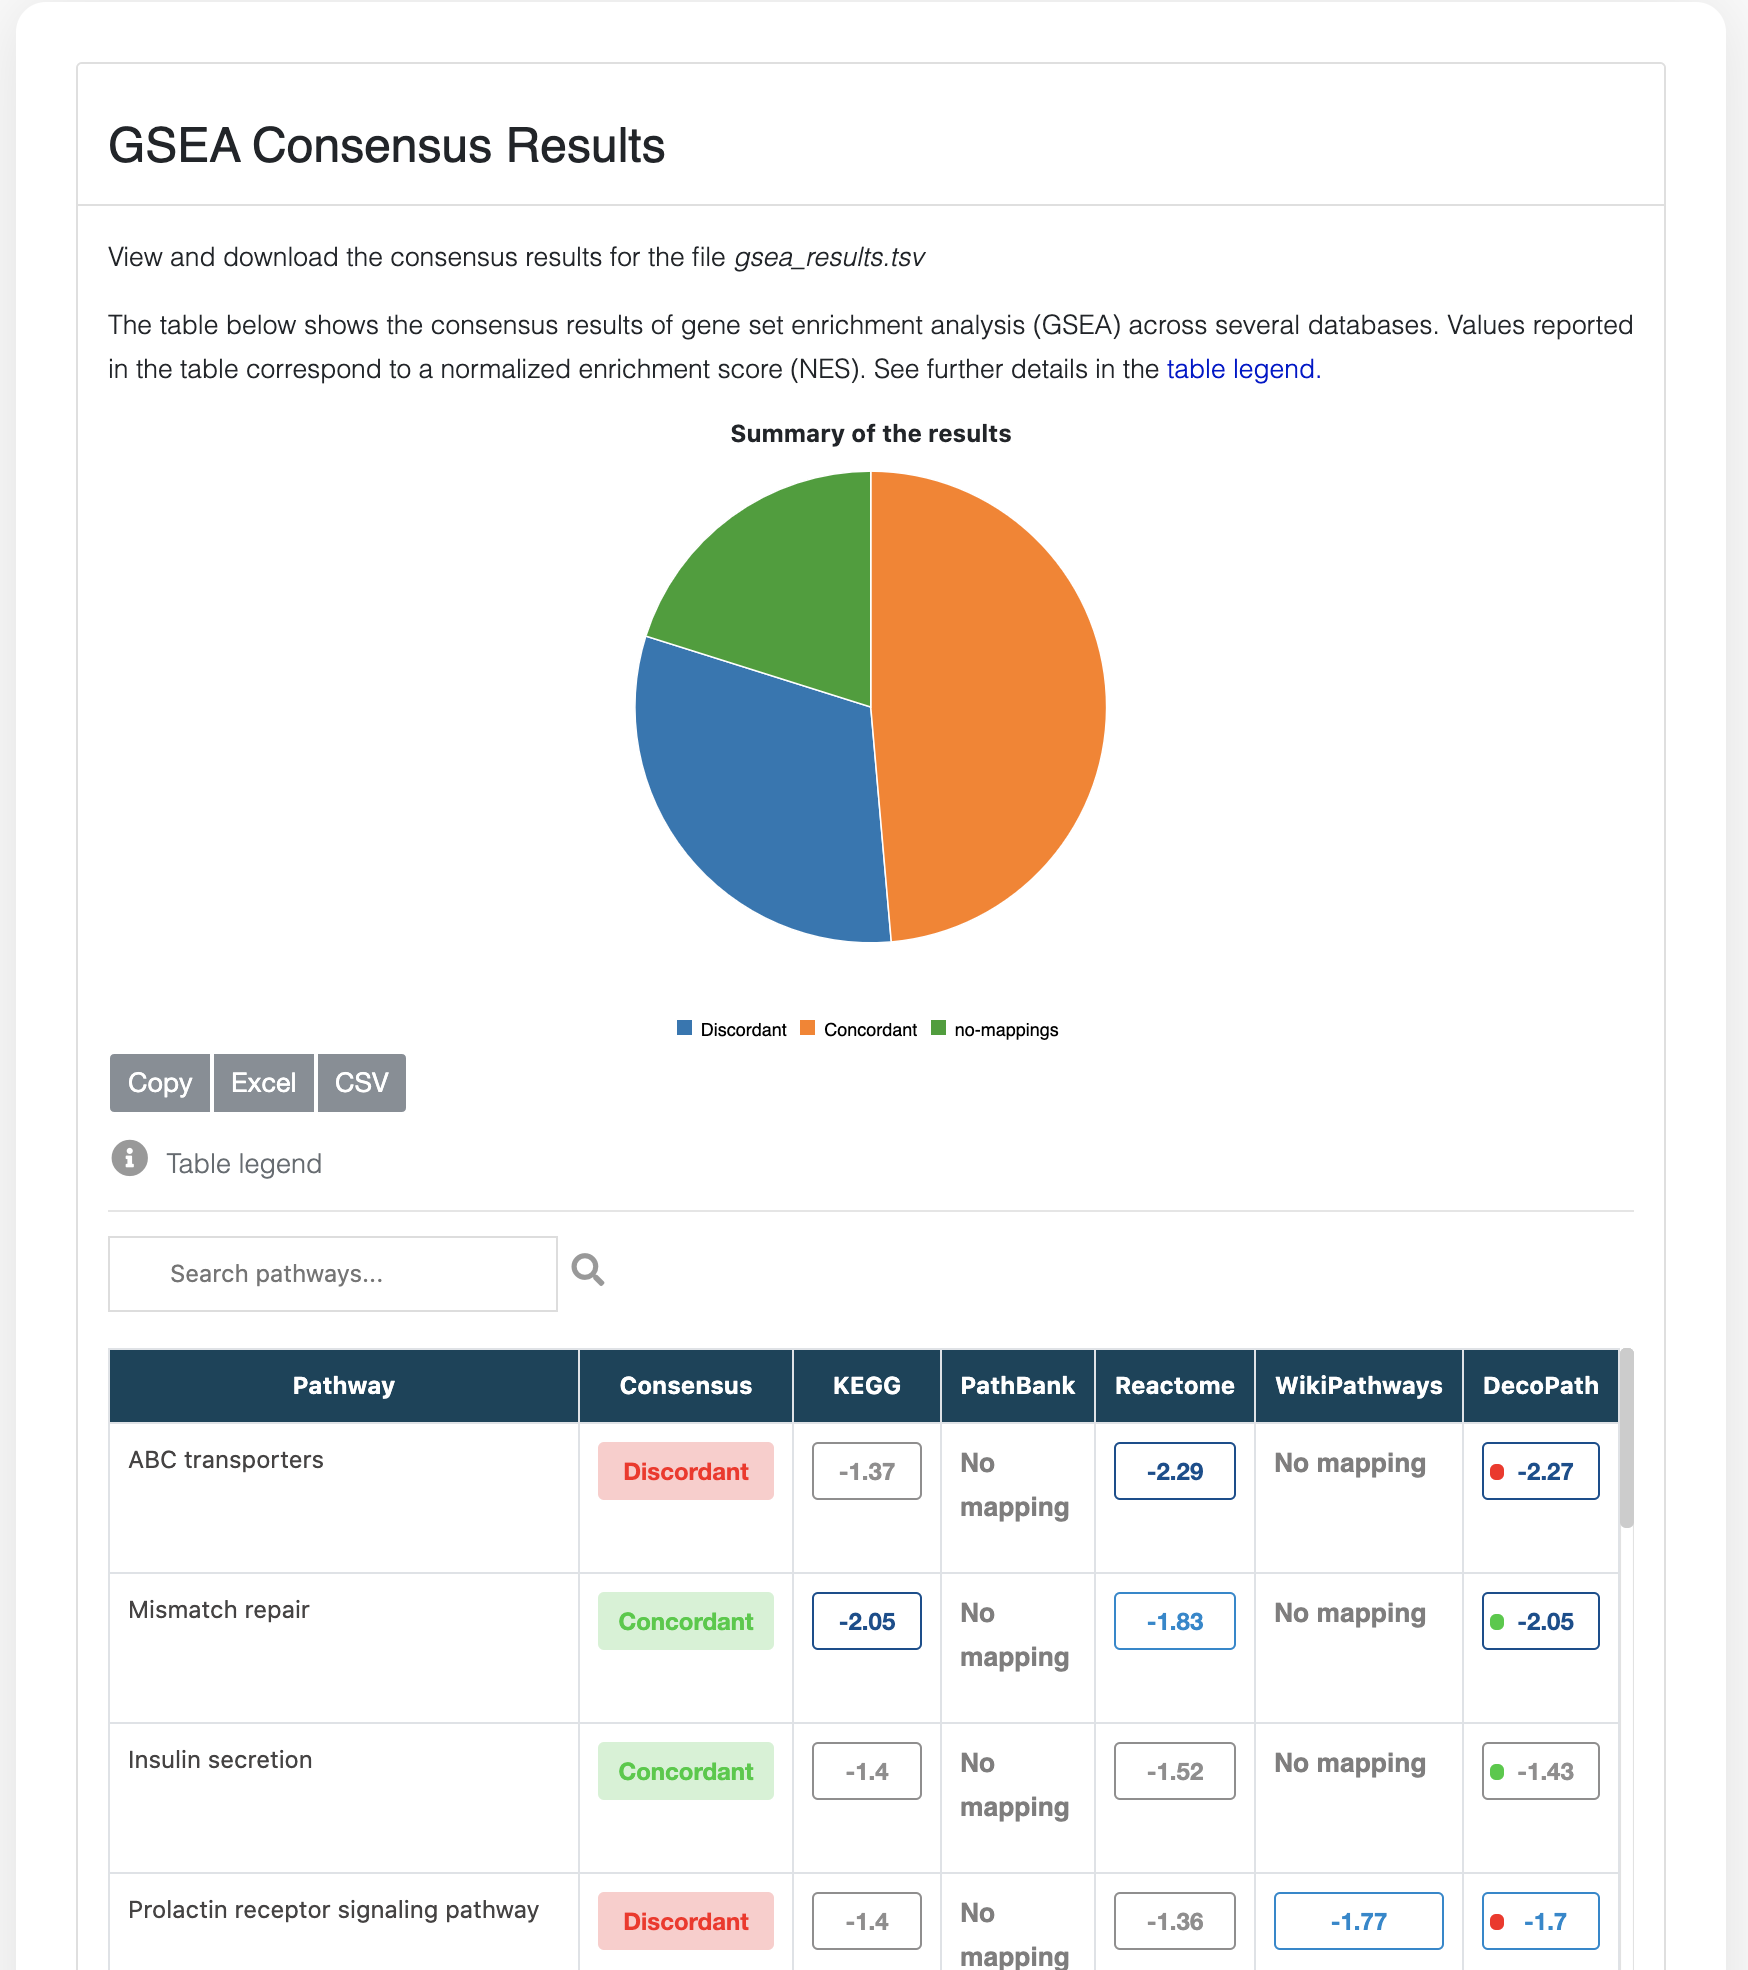 GSEA Consensus Results
View and download the consensus results for the file gsea_results.tsv
The table below shows the consensus results of gene set enrichment analysis (GSEA) across several databases. Values reported
in the table correspond to a normalized enrichment score (NES). See further details in the table legend.
Summary of the results
Discordant Concordant no-mappings
Copy Excel CSV
Table legend
Search pathways...
Pathway Consensus KEGG PathBank Reactome WikiPathways DecoPath
ABC transporters Discordant -1.37 No mapping -2.29 No mapping -2.27
Mismatch repair Concordant -2.05 No mapping -1.83 No mapping -2.05
Insulin secretion Concordant -1.4 No mapping -1.52 No mapping -1.43
Prolactin receptor signaling pathway Discordant -1.4 No mapping -1.36 -1.77 -1.7